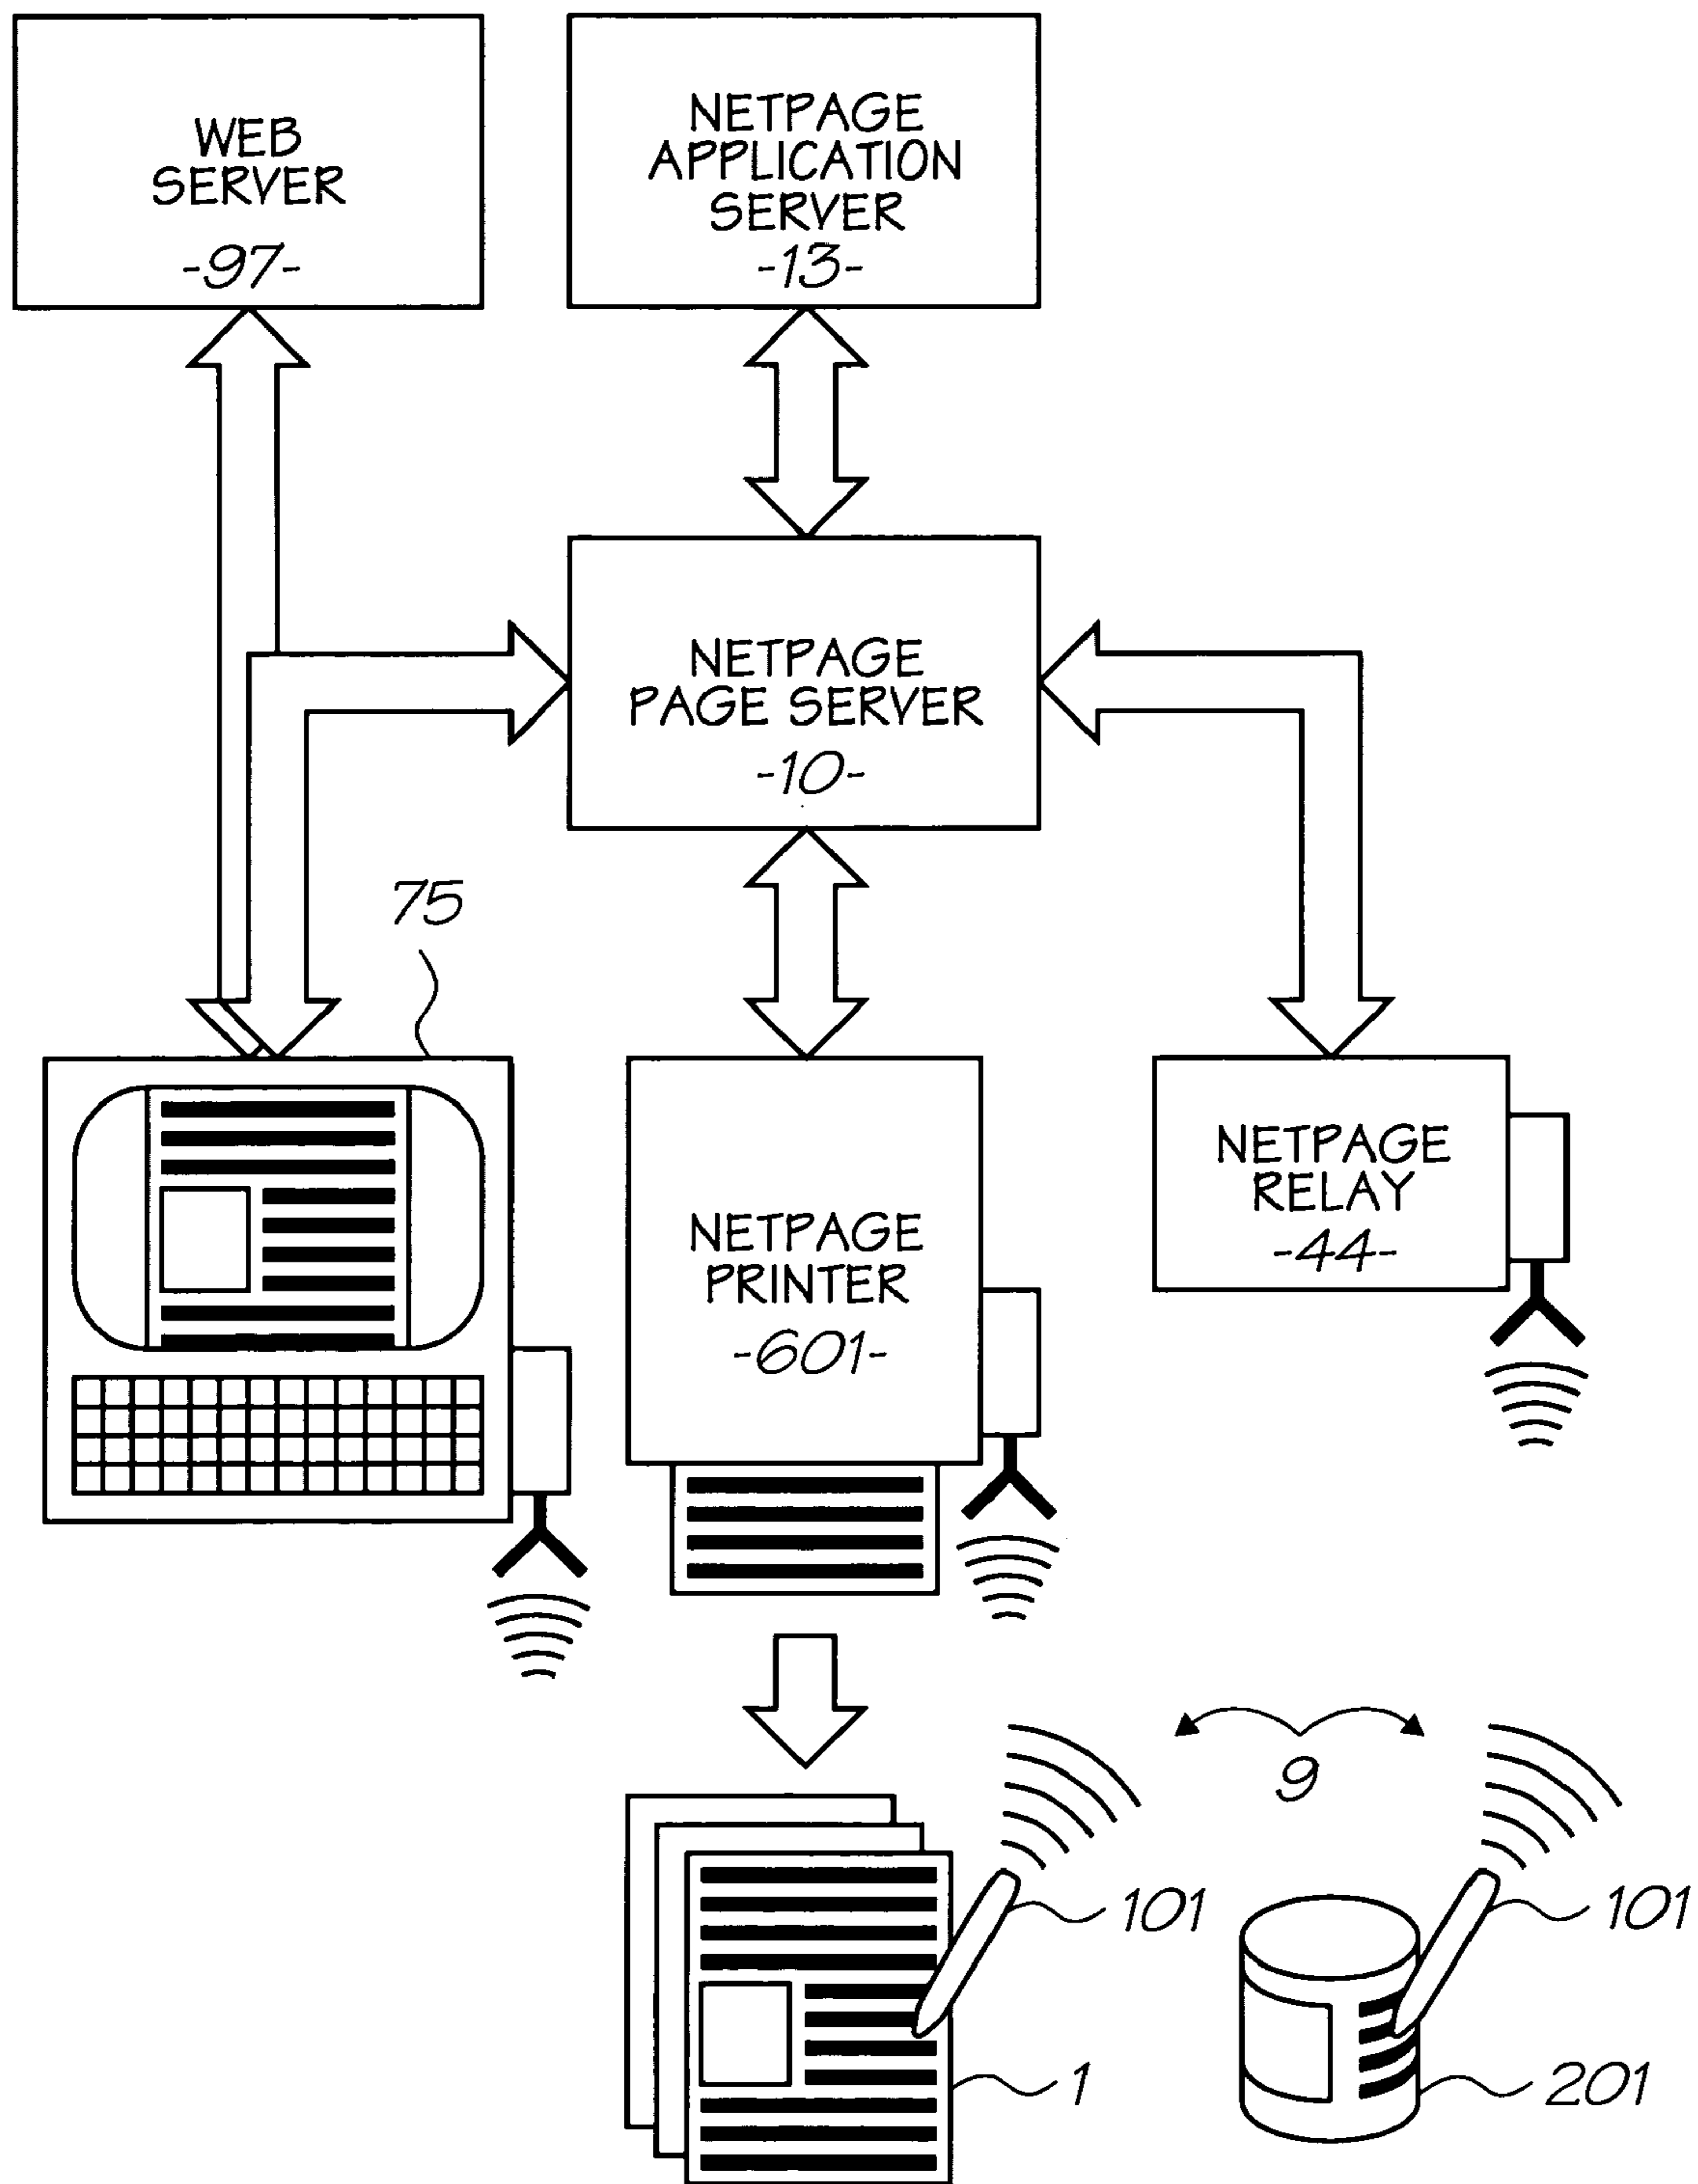 WEB
SERVER
-97-
NETPAGE
APPLICATION
SERVER
-13-
NETPAGE
PAGE SERVER
-10-
75
NETPAGE
PRINTER
-601-
NETPAGE
RELAY
-44-
9
101
101
1
201